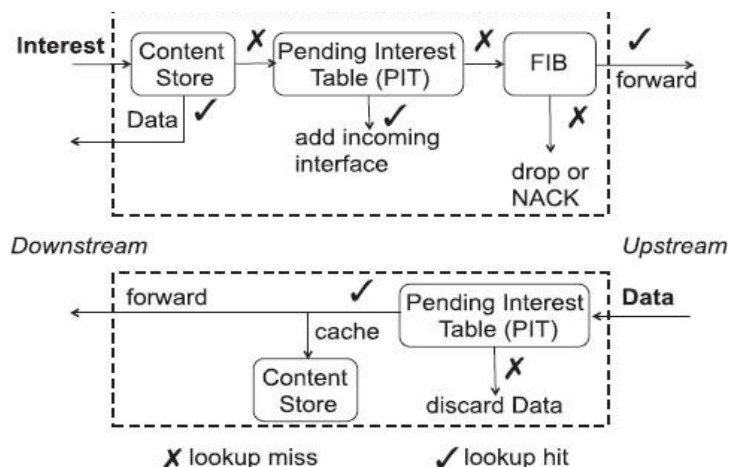 Interest
Content
Store
✗
Pending Interest
Table (PIT)
✗
FIB
✓
forward
Data
✓
✓
add incoming
interface
✗
drop or
NACK
Downstream
Upstream
forward
✓
cache
Pending Interest
Table (PIT)
Data
Content
Store
✗
discard Data
✗ lookup miss
✓ lookup hit